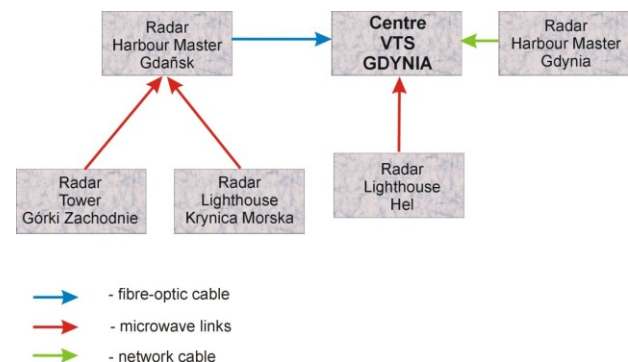 Radar
Harbour Master
Gdańsk
Centre
VTS
GDYNIA
Radar
Harbour Master
Gdynia
Radar
Tower
Górki Zachodnie
Radar
Lighthouse
Krynica Morska
Radar
Lighthouse
Hel
- fibre-optic cable
- microwave links
- network cable